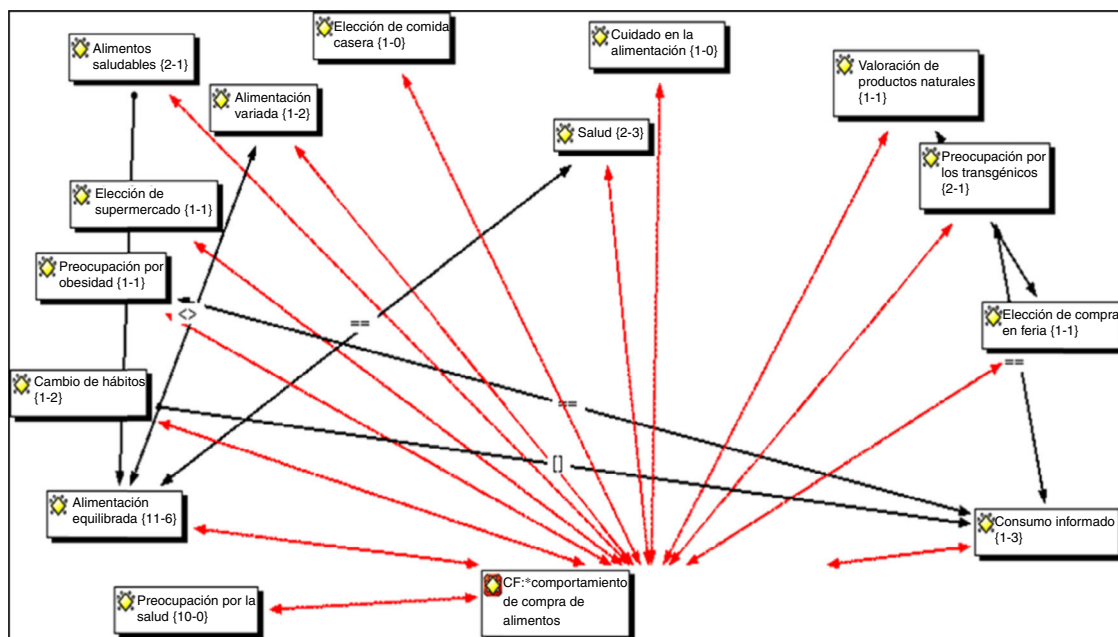 Elección de comida
casera {1-0}
Cuidado en la
alimentación {1-0}
Alimentos
saludables {2-1}
Valoración de
productos naturales
{1-1}
Alimentación
variada {1-2}
Salud {2-3}
Preocupación por
los transgénicos
{2-1}
Elección de
supermercado {1-1}
Preocupación por
obesidad {1-1}
<>
==
Elección de compra
en feria {1-1}
==
Cambio de hábitos
{1-2}
==
[]
Alimentación
equilibrada {11-6}
Consumo informado
{1-3}
Preocupación por la
salud {10-0}
CF:*comportamiento
de compra de
alimentos